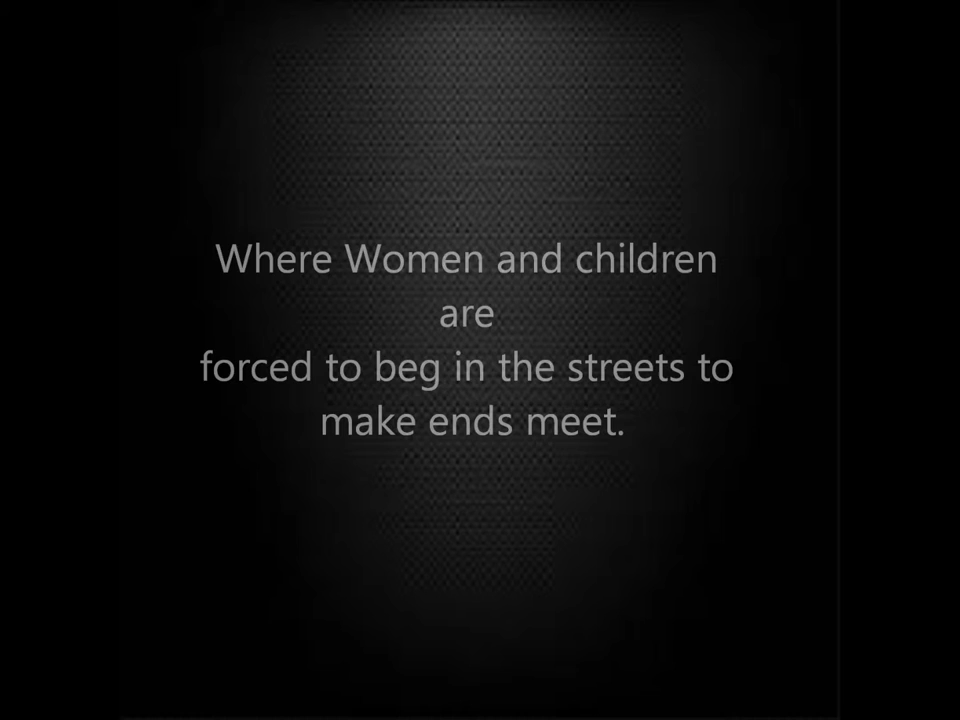 Where Women and children
are
forced to beg in the streets to
make ends meet.